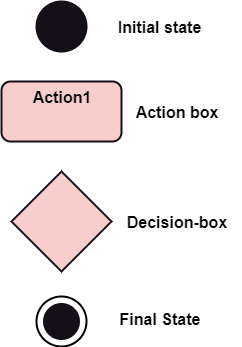 Initial state
Action1
Action box
Decision-box
Final State